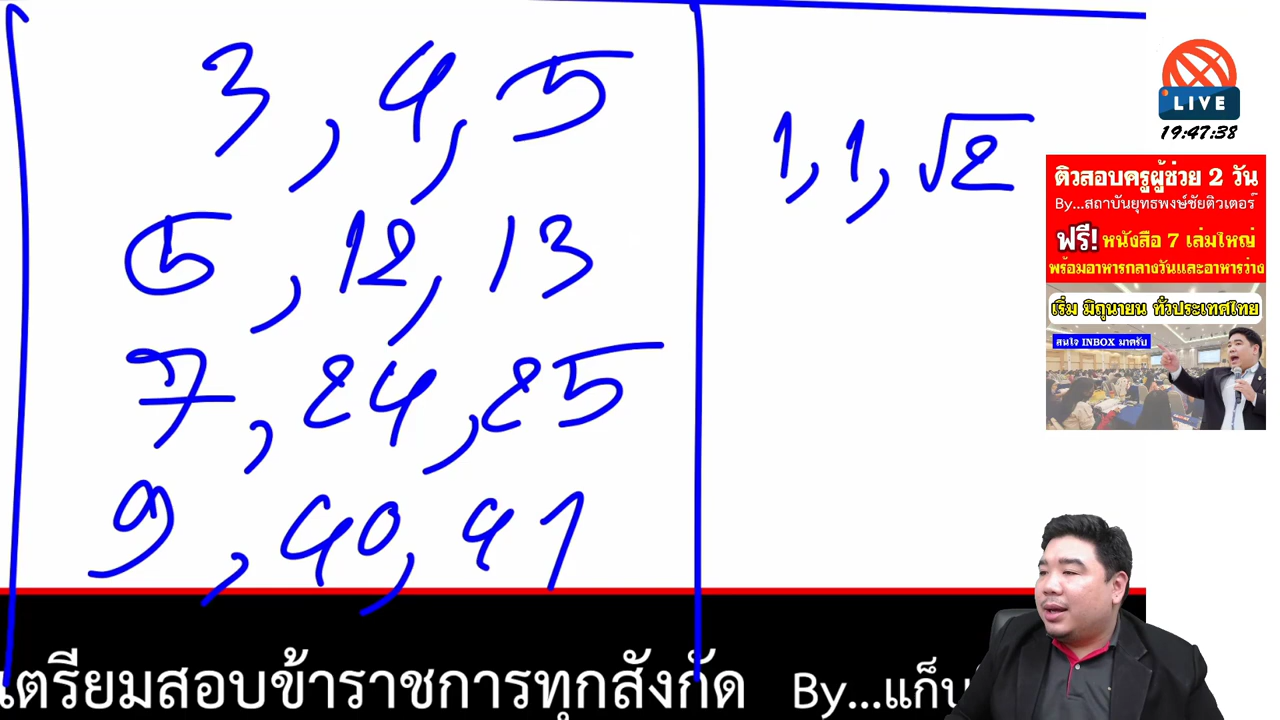 3, 4, 5
5, 12, 13
7, 24, 25
9, 40, 41
1, 1, √2
LIVE
19:47:38
ติวสอบครูผู้ช่วย 2 วัน
By...สถาบันยุทธพงษ์ชัยติวเตอร์
ฟรี! หนังสือ 7 เล่มใหญ่
พร้อมอาหารกลางวันและอาหารว่าง
เริ่ม มิถุนายน ทั่วประเทศไทย
สนใจ INBOX มาครับ
เตรียมสอบข้าราชการทุกสังกัด By...แก็บ